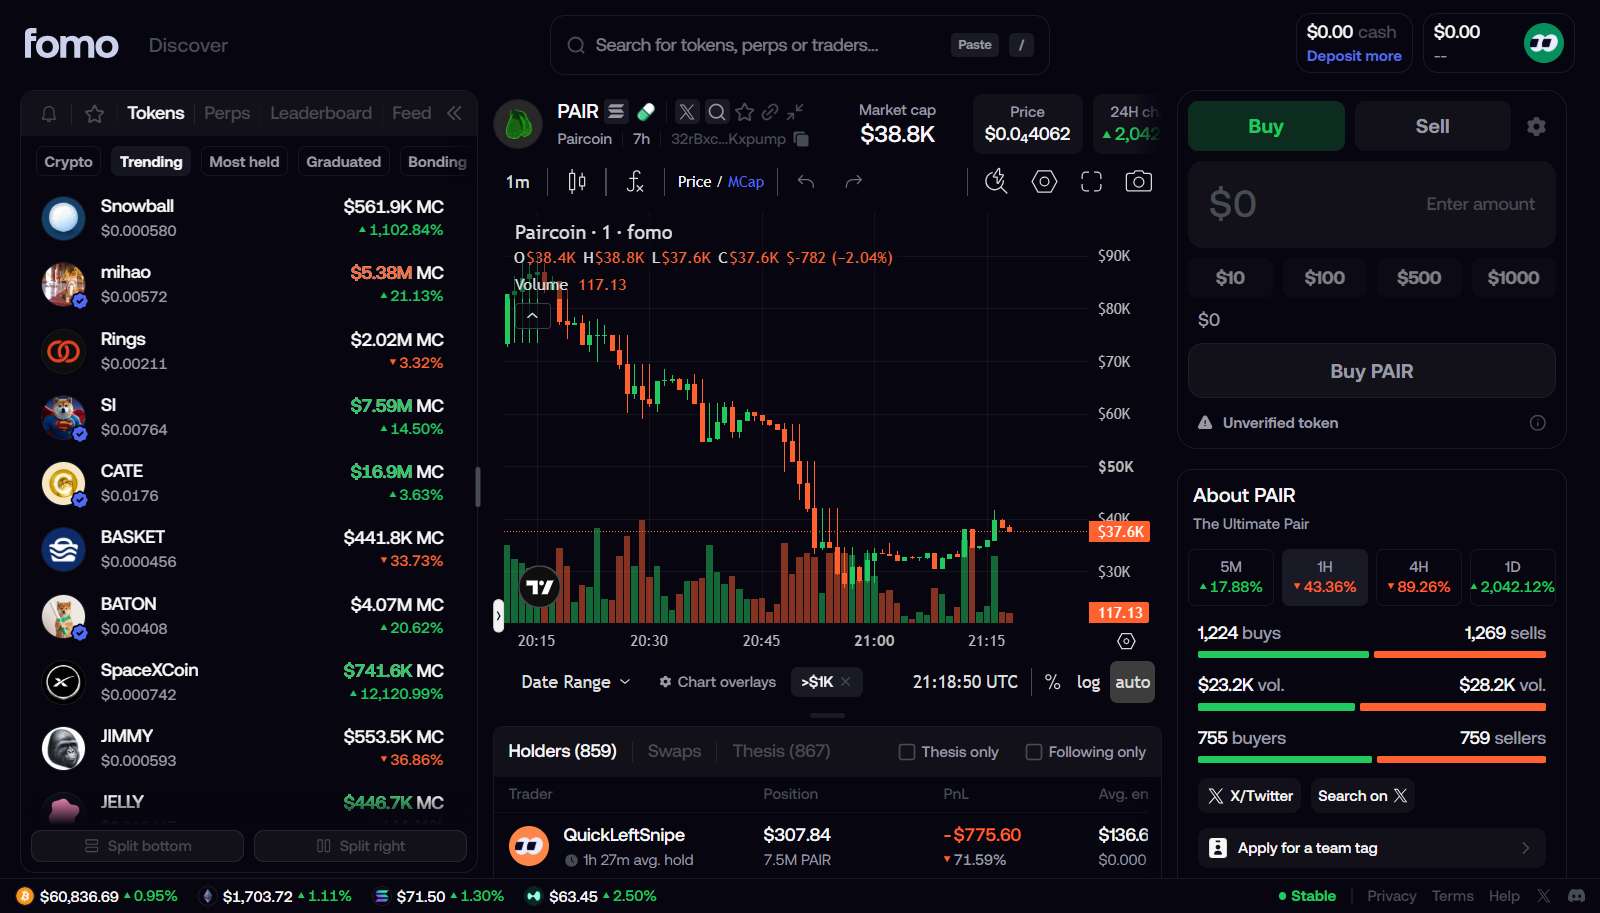 fomo
Discover
Search for tokens, perps or traders...
Paste
/
$0.00 cash
Deposit more
$0.00
--
Tokens
Perps
Leaderboard
Feed
Crypto
Trending
Most held
Graduated
Bonding
Snowball
$561.9K MC
$0.000580
1,102.84%
mihao
$5.38M MC
$0.00572
21.13%
Rings
$2.02M MC
$0.00211
3.32%
SI
$7.59M MC
$0.00764
14.50%
CATE
$16.9M MC
$0.0176
3.63%
BASKET
$441.8K MC
$0.000456
33.73%
BATON
$4.07M MC
$0.00408
20.62%
SpaceXCoin
$741.6K MC
$0.000742
12,120.99%
JIMMY
$553.5K MC
$0.000593
36.86%
JELLY
$446.7K MC
Split bottom
Split right
PAIR
Paircoin
7h
32rBxc...Kxpump
Market cap
$38.8K
Price
$0.0₄4062
24H ch
2,042
1m
Price / MCap
Paircoin · 1 · fomo
O$38.4K H$38.8K L$37.6K C$37.6K $-782 (−2.04%)
Volume 117.13
$90K
$80K
$70K
$60K
$50K
$40K
$37.6K
$30K
117.13
20:15
20:30
20:45
21:00
21:15
Date Range
Chart overlays
>$1K
21:18:50 UTC
%
log
auto
Holders (859)
Swaps
Thesis (867)
Thesis only
Following only
Trader
Position
PnL
Avg. en
QuickLeftSnipe
$307.84
-$775.60
$136.6
1h 27m avg. hold
7.5M PAIR
71.59%
$0.000
Buy
Sell
$0
Enter amount
$10
$100
$500
$1000
$0
Buy PAIR
Unverified token
About PAIR
The Ultimate Pair
5M
17.88%
1H
43.36%
4H
89.26%
1D
2,042.12%
1,224 buys
1,269 sells
$23.2K vol.
$28.2K vol.
755 buyers
759 sellers
X/Twitter
Search on X
Apply for a team tag
$60,836.69 0.95%
$1,703.72 1.11%
$71.50 1.30%
$63.45 2.50%
Stable
Privacy
Terms
Help